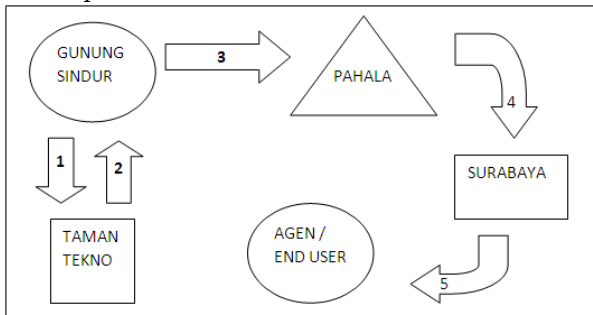 GUNUNG
SINDUR
3
PAHALA
4
1
2
SURABAYA
TAMAN
TEKNO
AGEN /
END USER
5